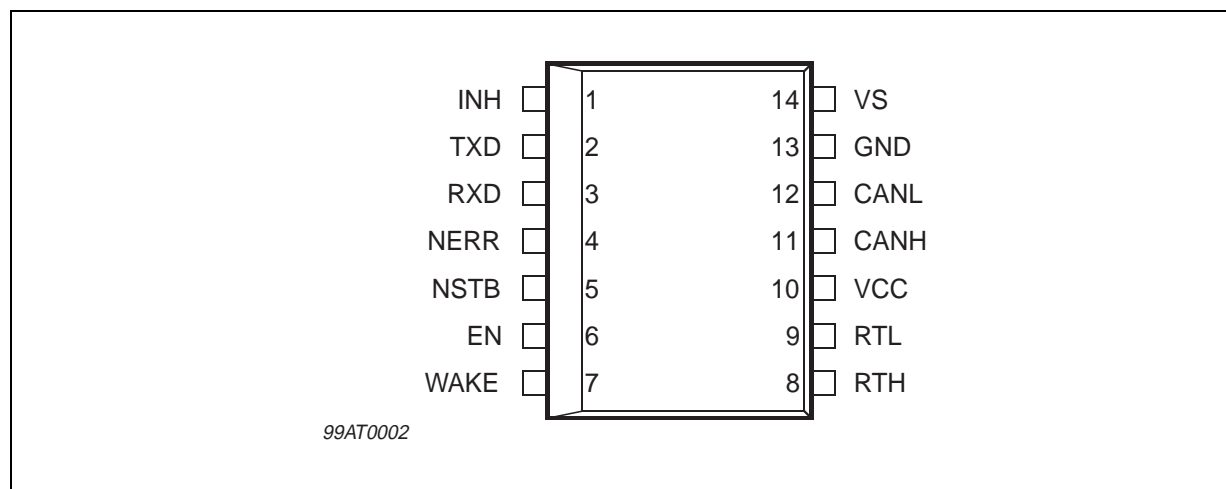 INH 1 14 VS
TXD 2 13 GND
RXD 3 12 CANL
NERR 4 11 CANH
NSTB 5 10 VCC
EN 6 9 RTL
WAKE 7 8 RTH
99AT0002